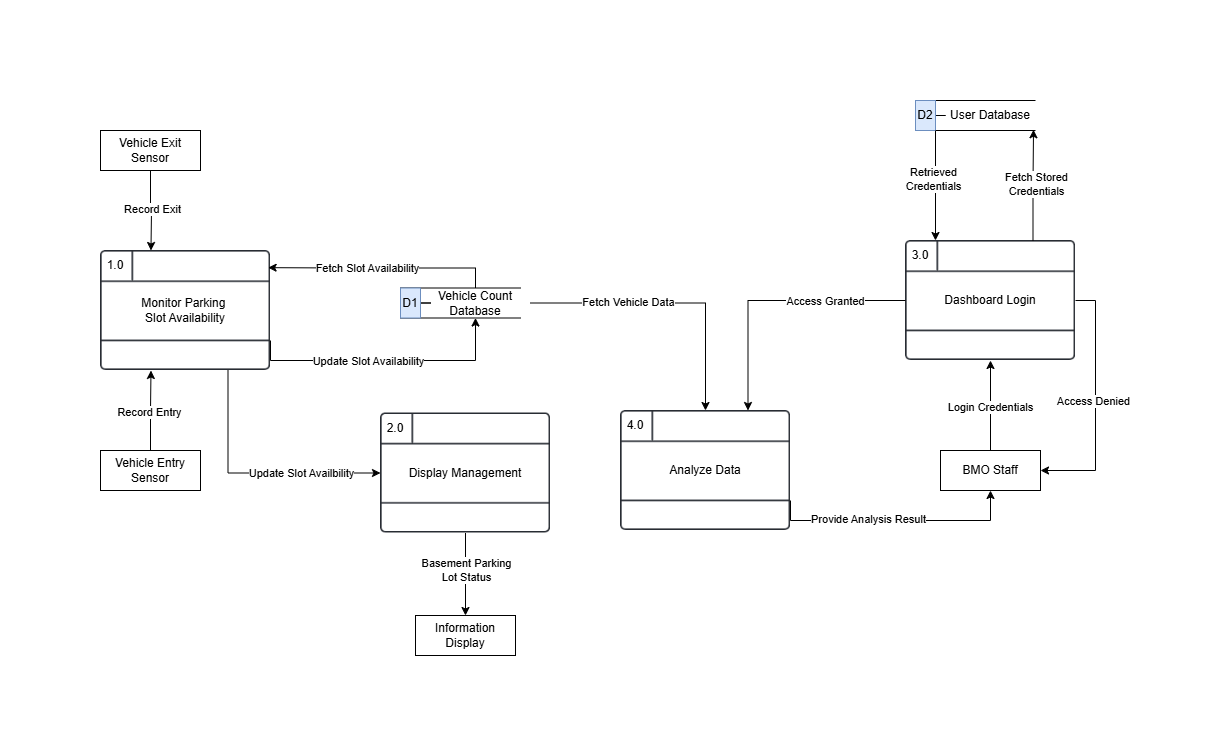 D2
User Database
Vehicle Exit
Sensor
Retrieved
Credentials
Fetch Stored
Credentials
Record Exit
1.0
Monitor Parking
Slot Availability
Fetch Slot Availability
D1
Vehicle Count
Database
Update Slot Availability
Fetch Vehicle Data
Access Granted
3.0
Dashboard Login
Record Entry
Vehicle Entry
Sensor
Update Slot Availbility
2.0
Display Management
4.0
Analyze Data
Login Credentials
Access Denied
BMO Staff
Provide Analysis Result
Basement Parking
Lot Status
Information
Display